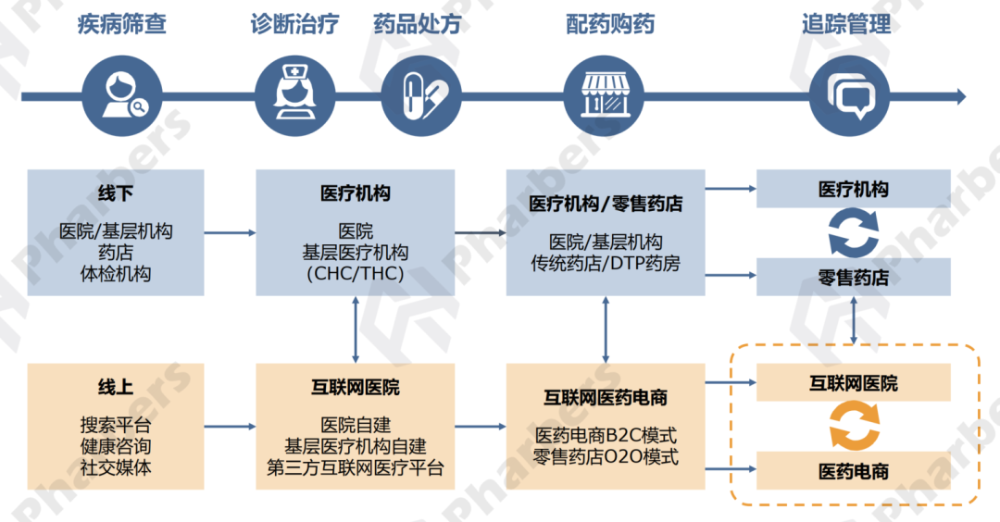 疾病筛查
诊断治疗
药品处方
配药购药
追踪管理
线下
医院/基层机构
药店
体检机构
医疗机构
医院
基层医疗机构
(CHC/THC)
医疗机构/零售药店
医院/基层机构
传统药店/DTP药房
医疗机构
零售药店
线上
搜索平台
健康咨询
社交媒体
互联网医院
医院自建
基层医疗机构自建
第三方互联网医疗平台
互联网医药电商
医药电商B2C模式
零售药店O2O模式
互联网医院
医药电商
Pharbers
Pharbers
Pharbers
Pharbers
Pharbers
Pharbers